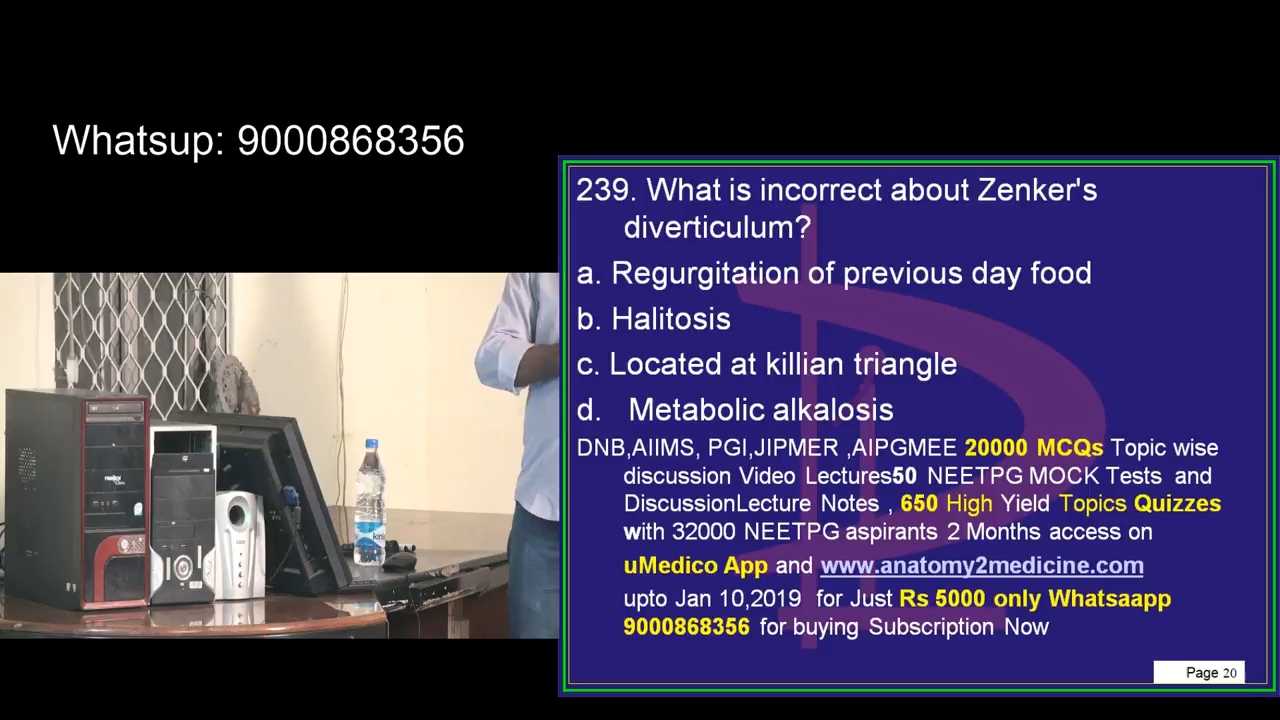 Whatsup: 9000868356
239. What is incorrect about Zenker's
diverticulum?
a. Regurgitation of previous day food
b. Halitosis
c. Located at killian triangle
d. Metabolic alkalosis
DNB,AIIMS, PGI,JIPMER ,AIPGMEE 20000 MCQs Topic wise
discussion Video Lectures50 NEETPG MOCK Tests and
DiscussionLecture Notes , 650 High Yield Topics Quizzes
with 32000 NEETPG aspirants 2 Months access on
uMedico App and www.anatomy2medicine.com
upto Jan 10,2019 for Just Rs 5000 only Whatsaapp
9000868356 for buying Subscription Now
Page 20